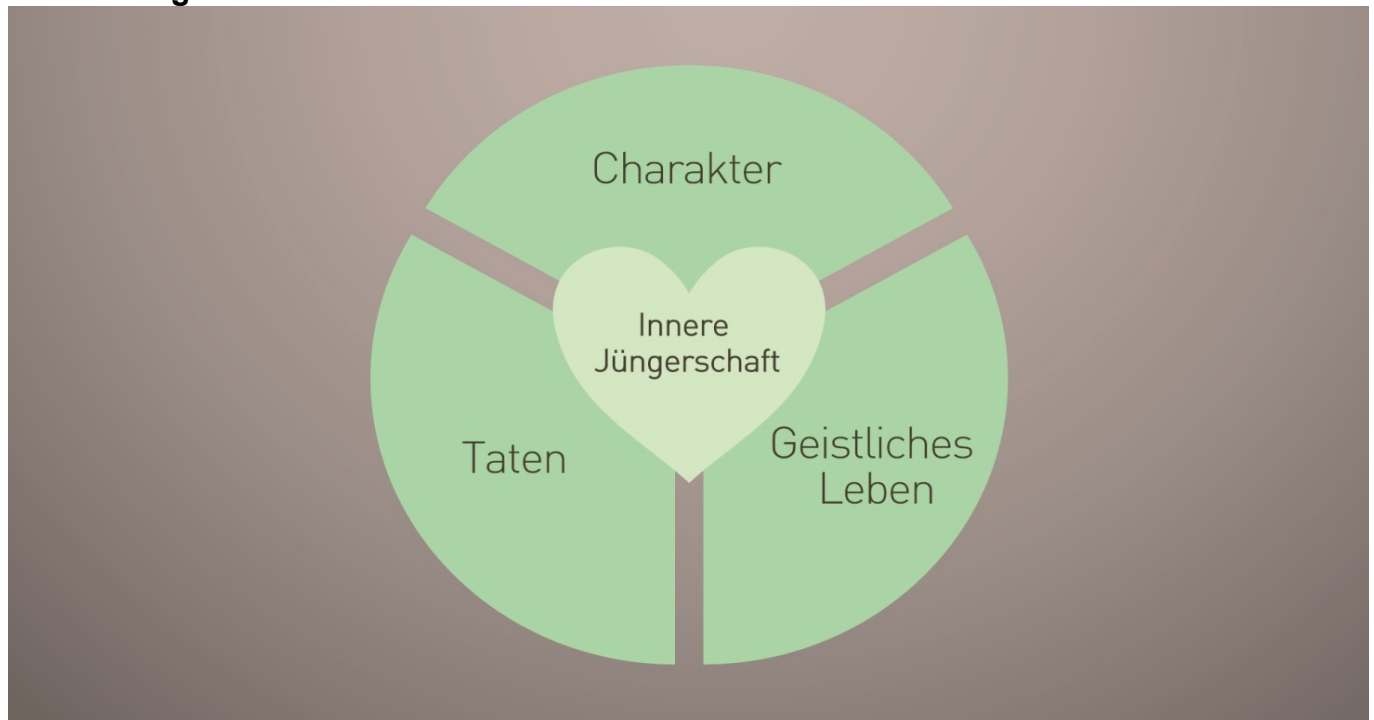 Charakter
Innere
Jüngerschaft
Taten
Geistliches
Leben